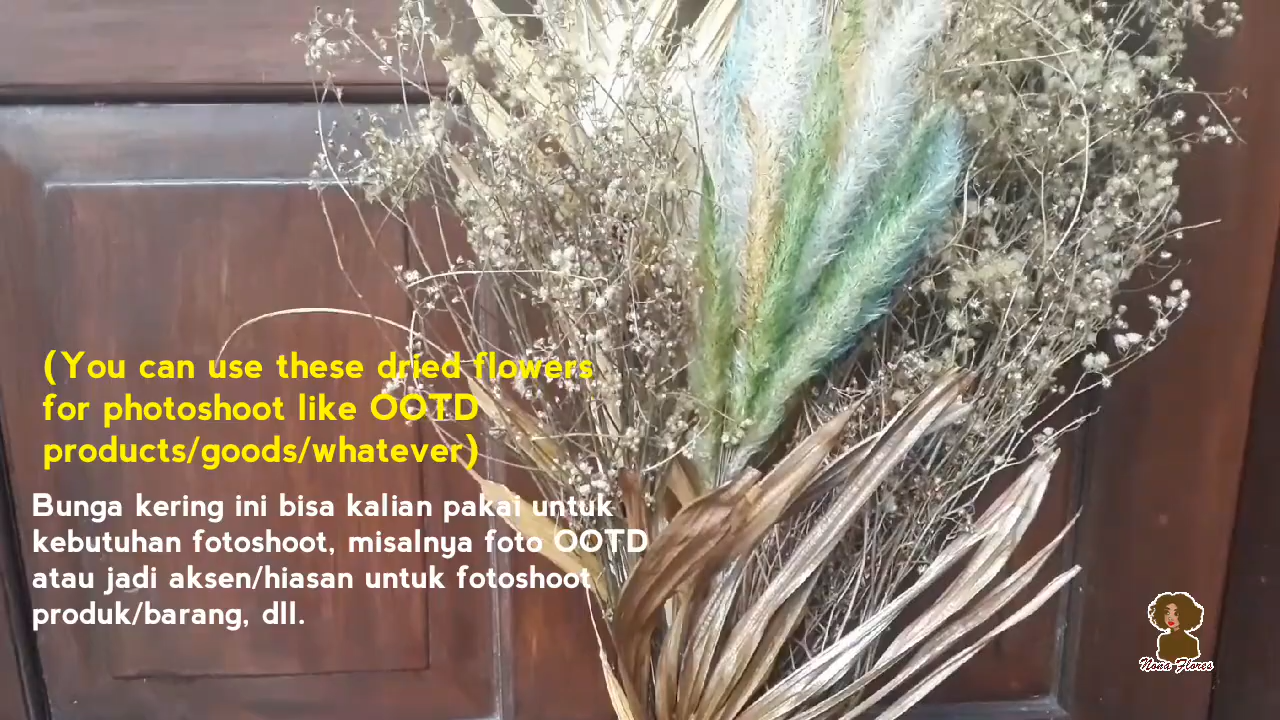 (You can use these dried flowers
for photoshoot like OOTD
products/goods/whatever)
Bunga kering ini bisa kalian pakai untuk
kebutuhan fotoshoot, misalnya foto OOTD
atau jadi aksen/hiasan untuk fotoshoot
produk/barang, dll.
Nona Flores